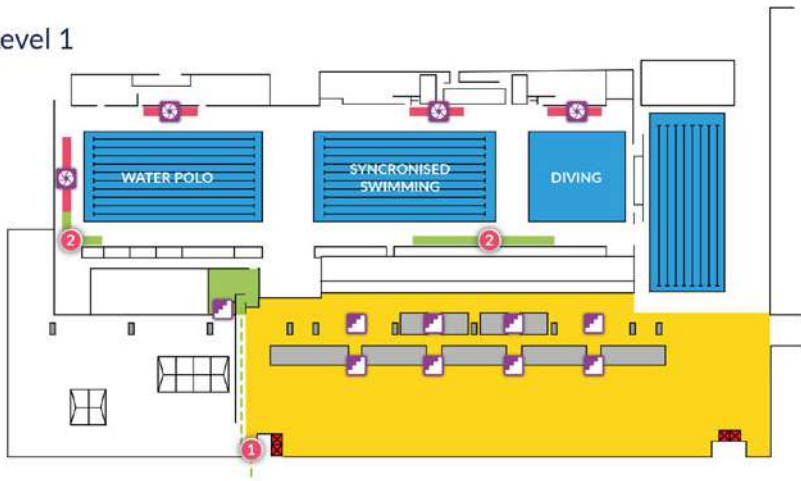 evel 1
WATER POLO
SYNCRONISED
SWIMMING
DIVING
2
2
1